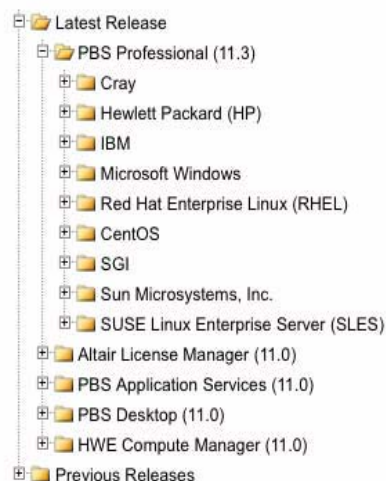 Latest Release
PBS Professional (11.3)
Cray
Hewlett Packard (HP)
IBM
Microsoft Windows
Red Hat Enterprise Linux (RHEL)
CentOS
SGI
Sun Microsystems, Inc.
SUSE Linux Enterprise Server (SLES)
Altair License Manager (11.0)
PBS Application Services (11.0)
PBS Desktop (11.0)
HWE Compute Manager (11.0)
Previous Releases